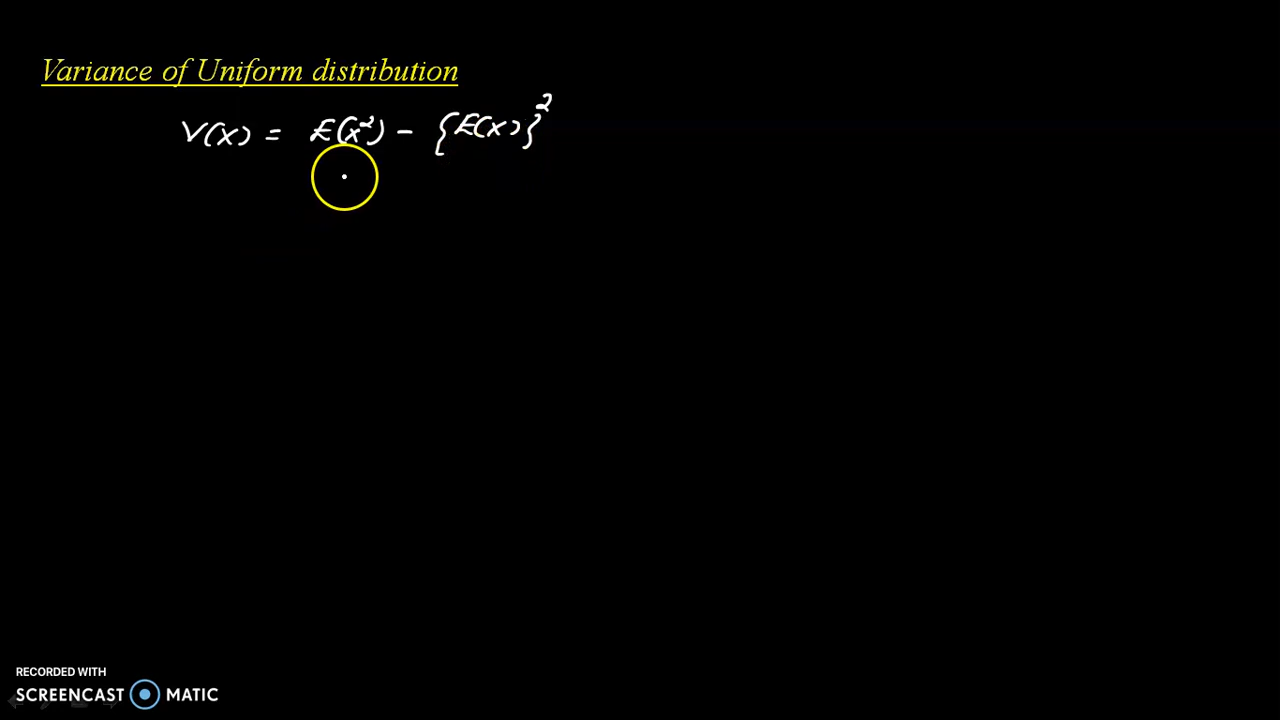 Variance of Uniform distribution
V(x) = E(x²) - {E(x)}²
RECORDED WITH
SCREENCAST MATIC